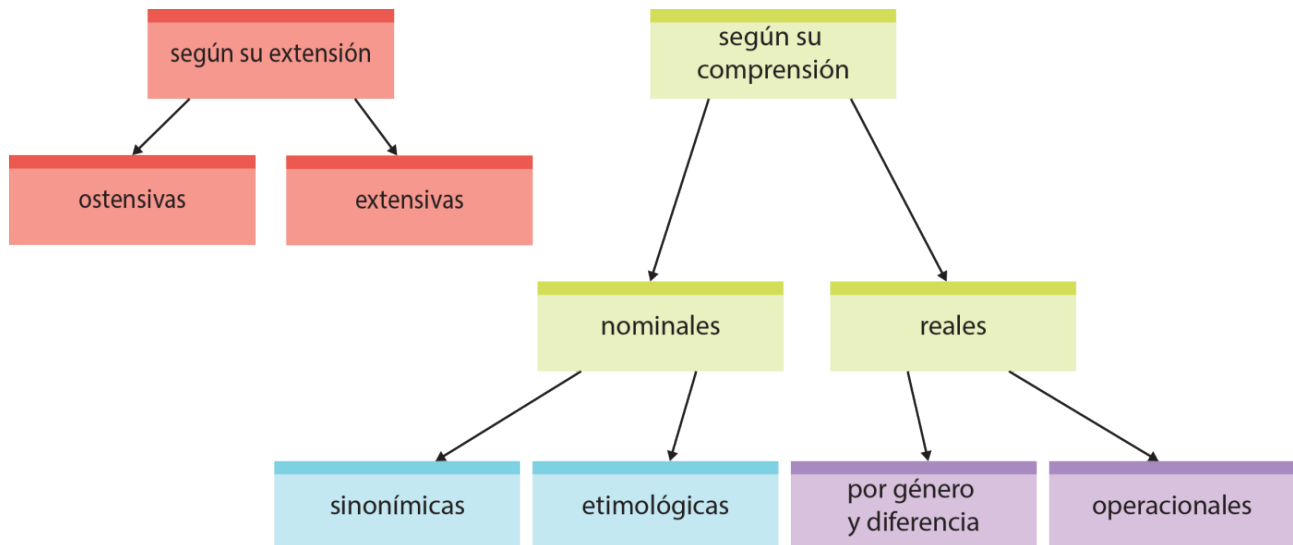 según su extensión
según su
comprensión
ostensivas
extensivas
nominales
reales
sinonímicas
etimológicas
por género
y diferencia
operacionales